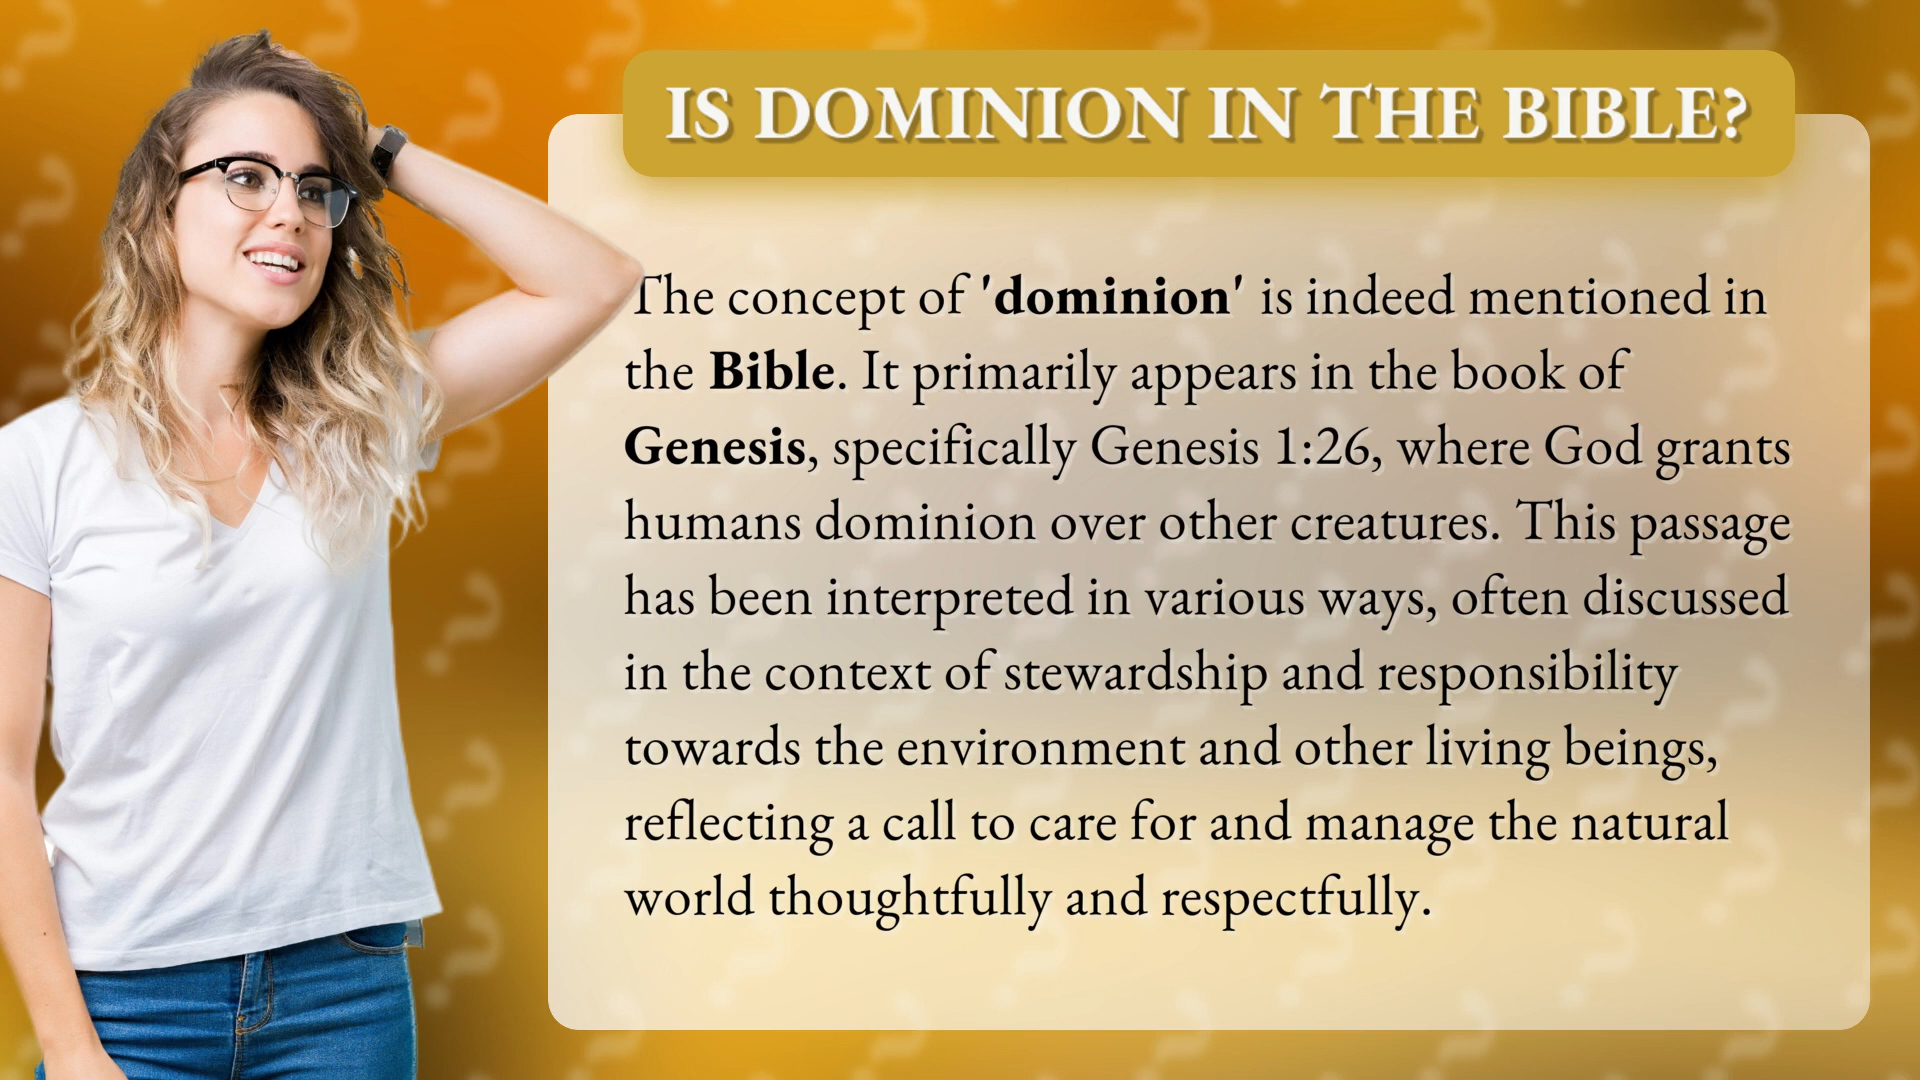 IS DOMINION IN THE BIBLE?
The concept of 'dominion' is indeed mentioned in
the Bible. It primarily appears in the book of
Genesis, specifically Genesis 1:26, where God grants
humans dominion over other creatures. This passage
has been interpreted in various ways, often discussed
in the context of stewardship and responsibility
towards the environment and other living beings,
reflecting a call to care for and manage the natural
world thoughtfully and respectfully.